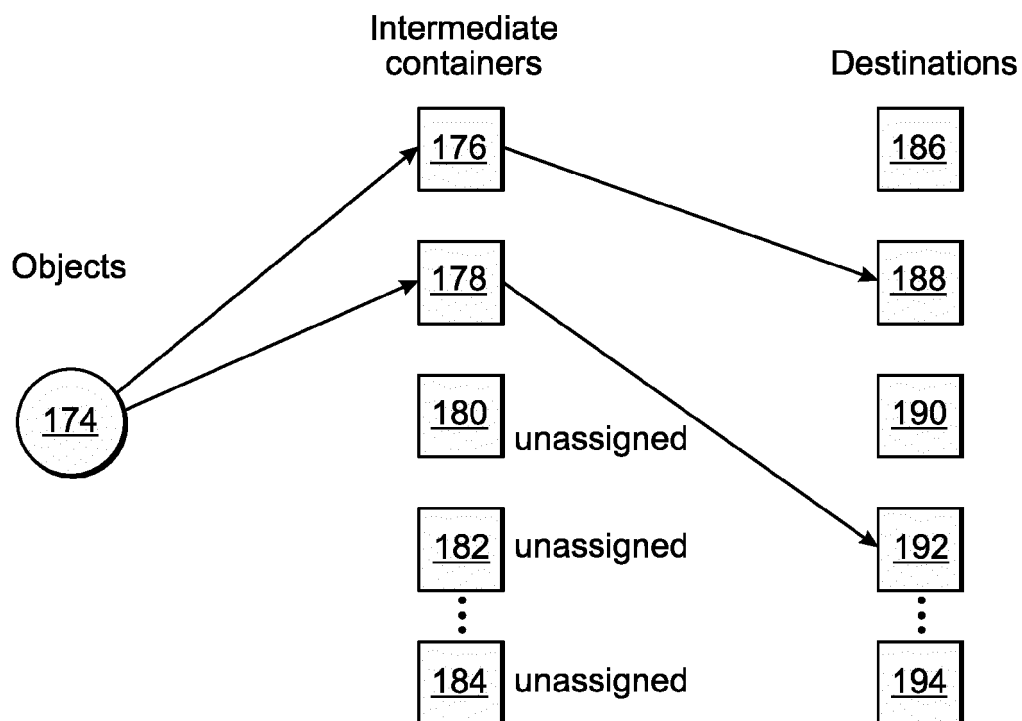 Intermediate
containers
Destinations
176
186
Objects
178
188
174
180
unassigned
190
182 unassigned
192
184 unassigned
194